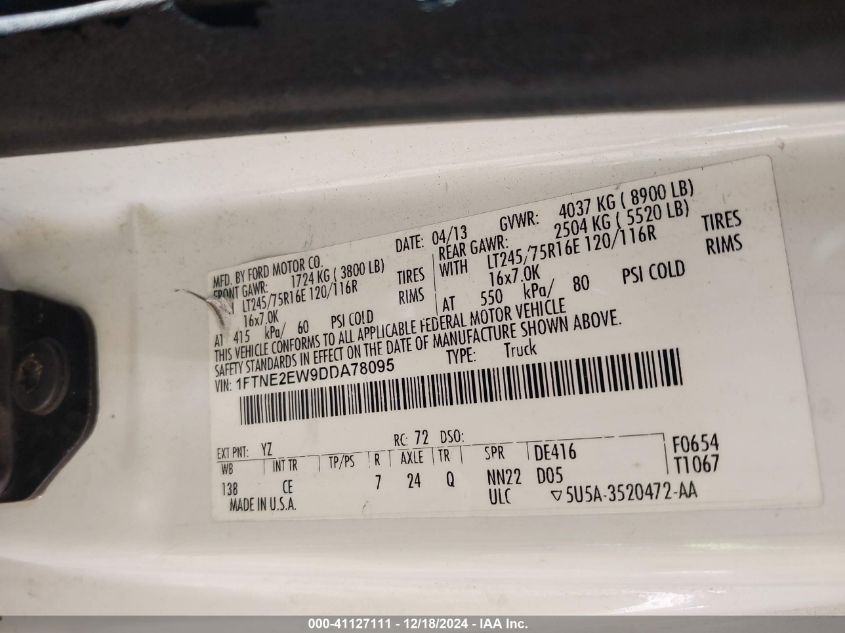 MFD. BY FORD MOTOR CO. DATE: 04/13 GVWR: 4037 KG ( 8900 LB)
FRONT GAWR: 1724 KG ( 3800 LB) REAR GAWR: 2504 KG ( 5520 LB)
LT245/75R16E 120/116R TIRES WITH LT245/75R16E 120/116R TIRES
16x7.0K RIMS 16x7.0K RIMS
AT 415 kPa/ 60 PSI COLD AT 550 kPa/ 80 PSI COLD
THIS VEHICLE CONFORMS TO ALL APPLICABLE FEDERAL MOTOR VEHICLE
SAFETY STANDARDS IN EFFECT ON THE DATE OF MANUFACTURE SHOWN ABOVE.
VIN: 1FTNE2EW9DDA78095 TYPE: Truck
EXT PNT: YZ RC: 72 DSO: F0654
WB INT TR TP/PS R AXLE TR SPR DE416 T1067
138 CE 7 24 Q NN22 D05
MADE IN U.S.A. ULC ▽5U5A-3520472-AA
000-41127111 - 12/18/2024 - IAA Inc.